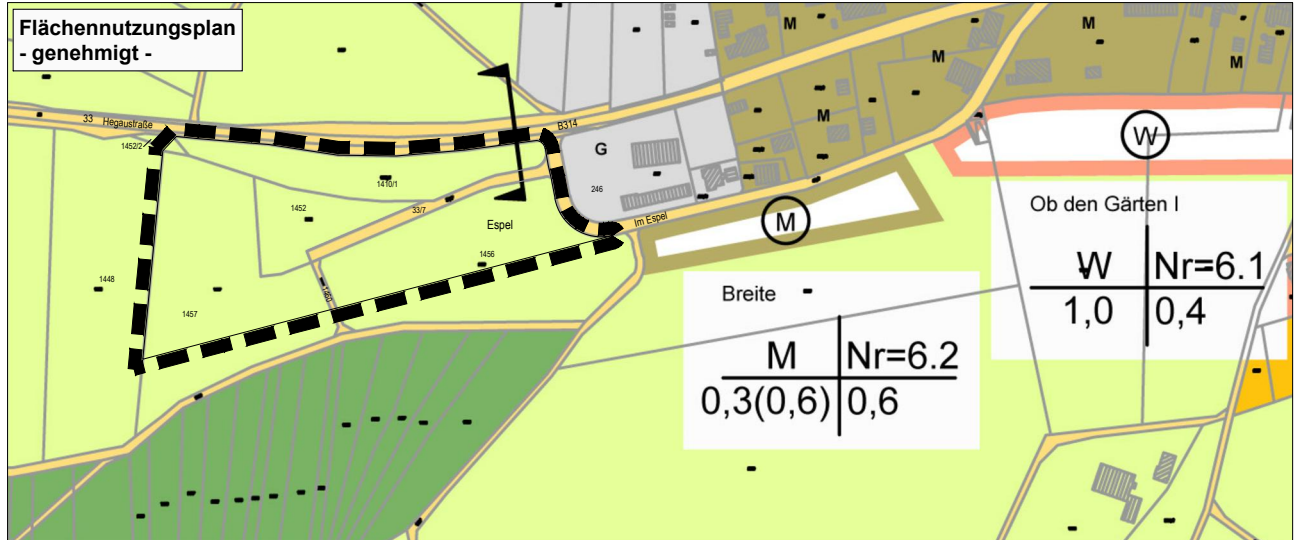 Flächennutzungsplan
- genehmigt -
M
M
M
M
M
33
Hegaustraße
B314
1452/2
G
W
1410/1
246
1452
33/7
Espel
Im Espel
M
Ob den Gärten I
1456
W
Nr=6.1
1,0
0,4
1448
1457
1460
Breite
M
Nr=6.2
0,3(0,6)
0,6